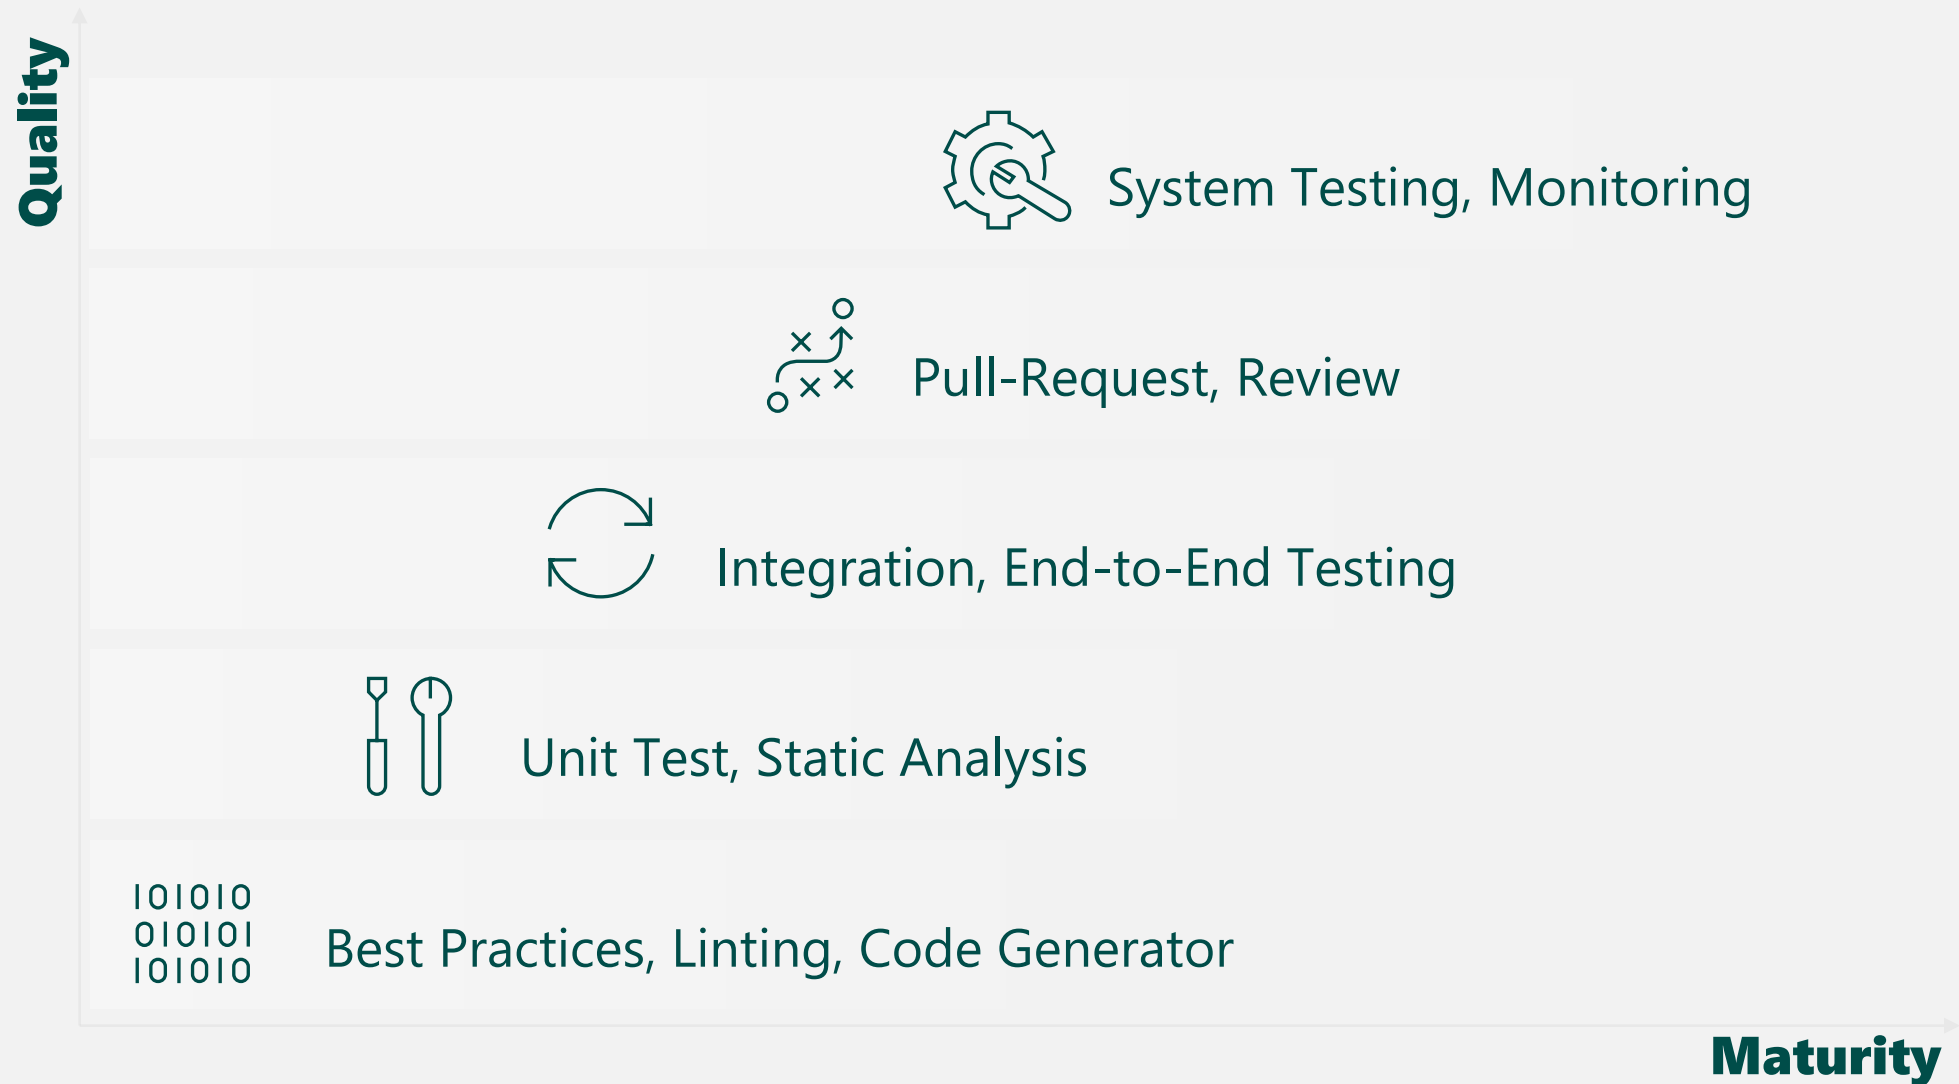 Quality
System Testing, Monitoring
Pull-Request, Review
Integration, End-to-End Testing
Unit Test, Static Analysis
101010
010101
101010
Best Practices, Linting, Code Generator
Maturity